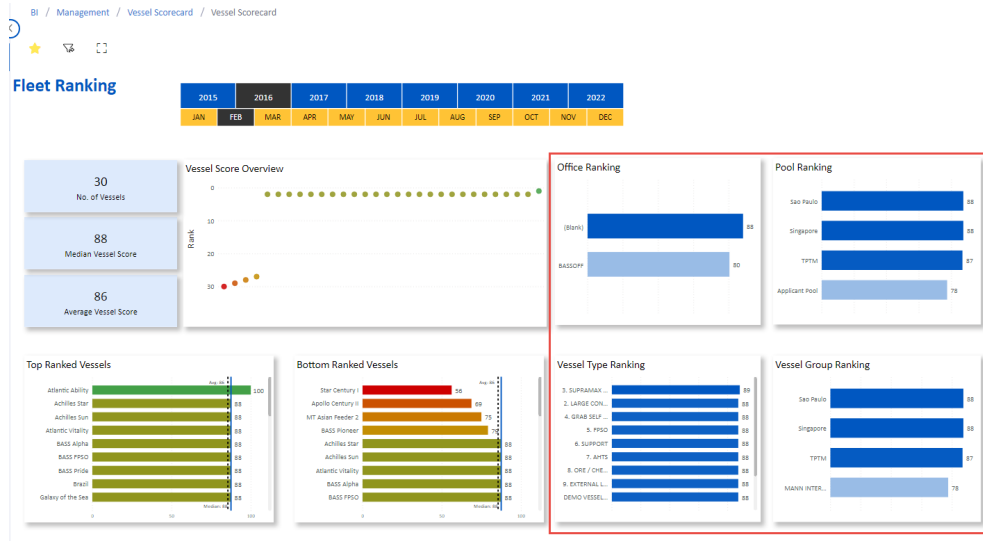 BI / Management / Vessel Scorecard / Vessel Scorecard
Fleet Ranking
2015 2016 2017 2018 2019 2020 2021 2022
JAN FEB MAR APR MAY JUN JUL AUG SEP OCT NOV DEC
30
No. of Vessels
88
Median Vessel Score
86
Average Vessel Score
Vessel Score Overview
Rank
0
10
20
30
Office Ranking
(Blank) 88
BASSOFF 80
Pool Ranking
Sao Paulo 88
Singapore 88
TPTM 87
Applicant Pool 78
Top Ranked Vessels
Avg. 86
Atlantic Ability 100
Achilles Star 88
Achilles Sun 88
Atlantic Vitality 88
BASS Alpha 88
BASS FPSO 88
BASS Pride 88
Brazil 88
Galaxy of the Sea 88
Median: 88
0 50 100
Bottom Ranked Vessels
Avg. 86
Star Century I 56
Apollo Century II 69
MT Asian Feeder 2 75
BASS Pioneer 79
Achilles Star 88
Achilles Sun 88
Atlantic Vitality 88
BASS Alpha 88
BASS FPSO 88
Median: 88
0 50 100
Vessel Type Ranking
3. SUPRAMAX ... 89
2. LARGE CON... 88
4. GRAB SELF ... 88
5. FPSO 88
6. SUPPORT 88
7. AHTS 88
8. ORE / CHE... 88
9. EXTERNAL L... 88
DEMO VESSEL... 88
Vessel Group Ranking
Sao Paulo 88
Singapore 88
TPTM 87
MANN INTER... 78